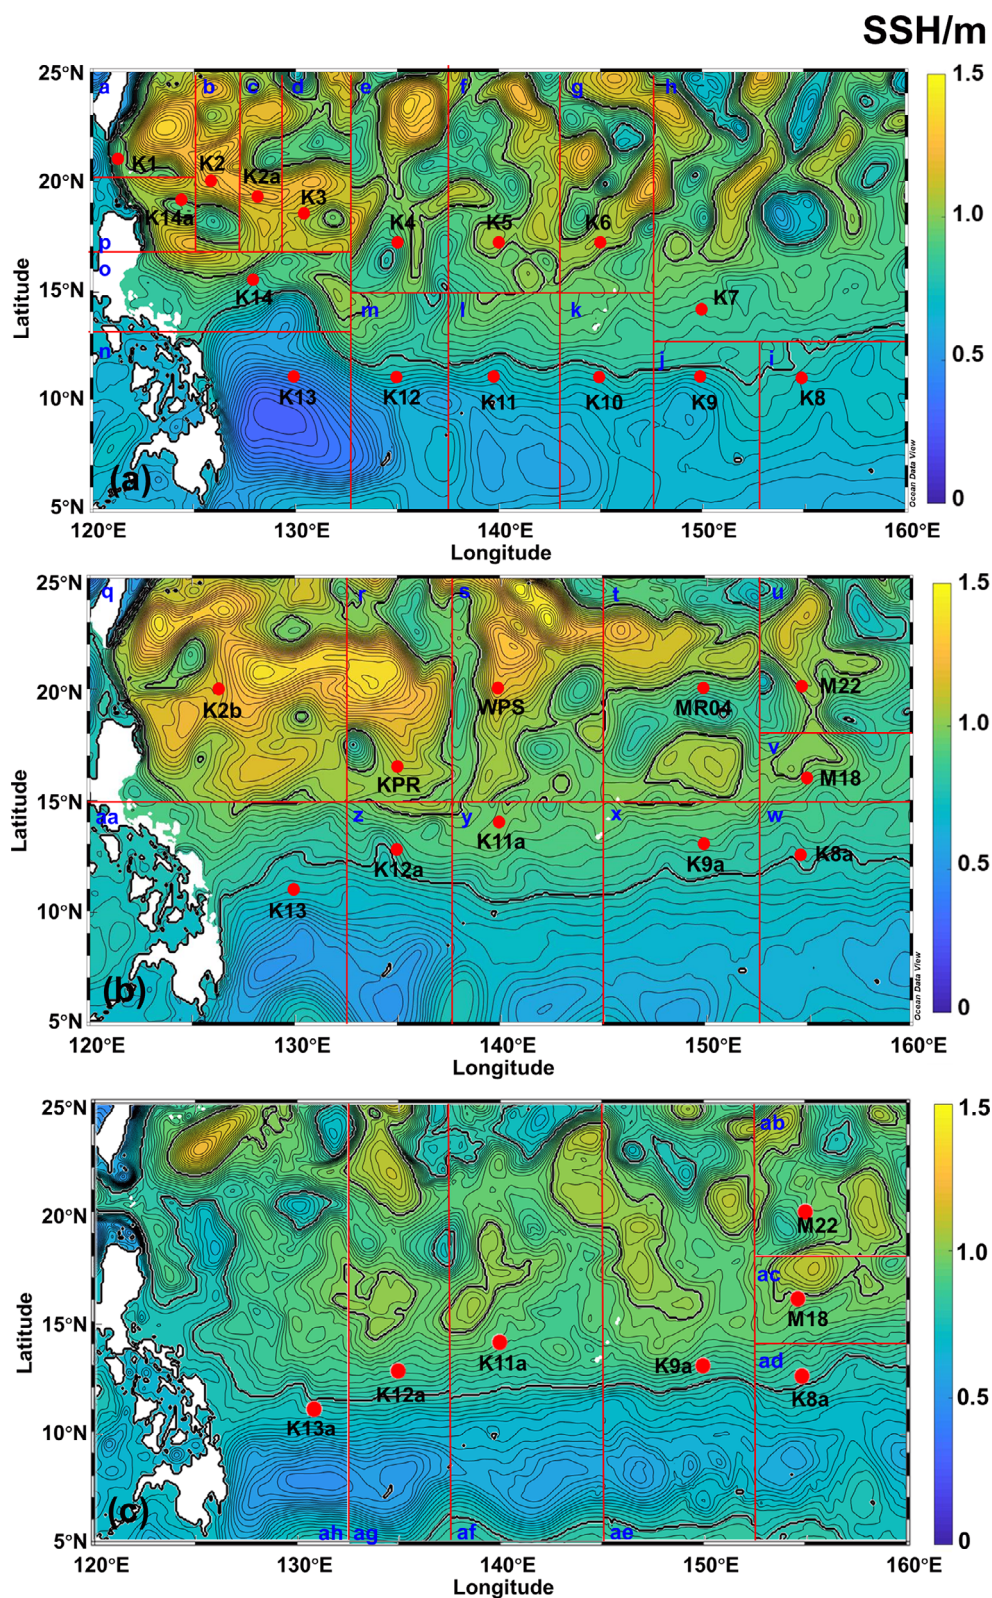 SSH/m
25°N
a
b
c
d
e
f
g
h
1.5
K1
K2
K2a
20°N
K3
K14a
K4
K5
K6
1.0
p
o
15°N
K14
m
l
k
K7
n
j
i
0.5
10°N
K13
K12
K11
K10
K9
K8
(a)
Ocean Data View
0
5°N
120°E
130°E
140°E
150°E
160°E
Latitude
Longitude
25°N
q
r
s
t
u
1.5
20°N
K2b
WPS
MR04
M22
1.0
v
KPR
M18
15°N
aa
z
y
x
w
K11a
K12a
K9a
K8a
0.5
10°N
K13
(b)
Ocean Data View
0
5°N
120°E
130°E
140°E
150°E
160°E
Latitude
Longitude
25°N
ab
1.5
20°N
M22
1.0
ac
M18
15°N
K11a
K9a
ad
K12a
K8a
0.5
K13a
10°N
(c)
ah
ag
af
ae
0
5°N
120°E
130°E
140°E
150°E
160°E
Latitude
Longitude